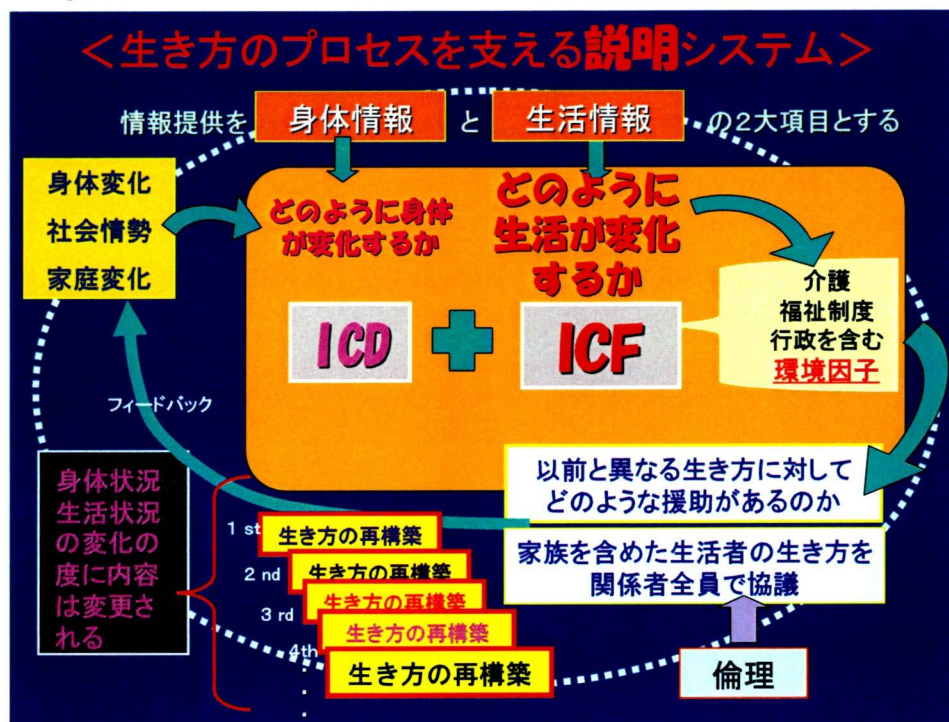 ＜生き方のプロセスを支える説明システム＞
情報提供を 身体情報 と 生活情報 の２大項目とする
身体変化
社会情勢
家庭変化
どのように身体
が変化するか
どのように
生活が変化
するか
ICD
ICF
介護
福祉制度
行政を含む
環境因子
フィードバック
以前と異なる生き方に対して
どのような援助があるのか
家族を含めた生活者の生き方を
関係者全員で協議
倫理
身体状況
生活状況
の変化の
度に内容
は変更さ
れる
1 st 生き方の再構築
2 nd 生き方の再構築
3 rd 生き方の再構築
4th 生き方の再構築
生き方の再構築